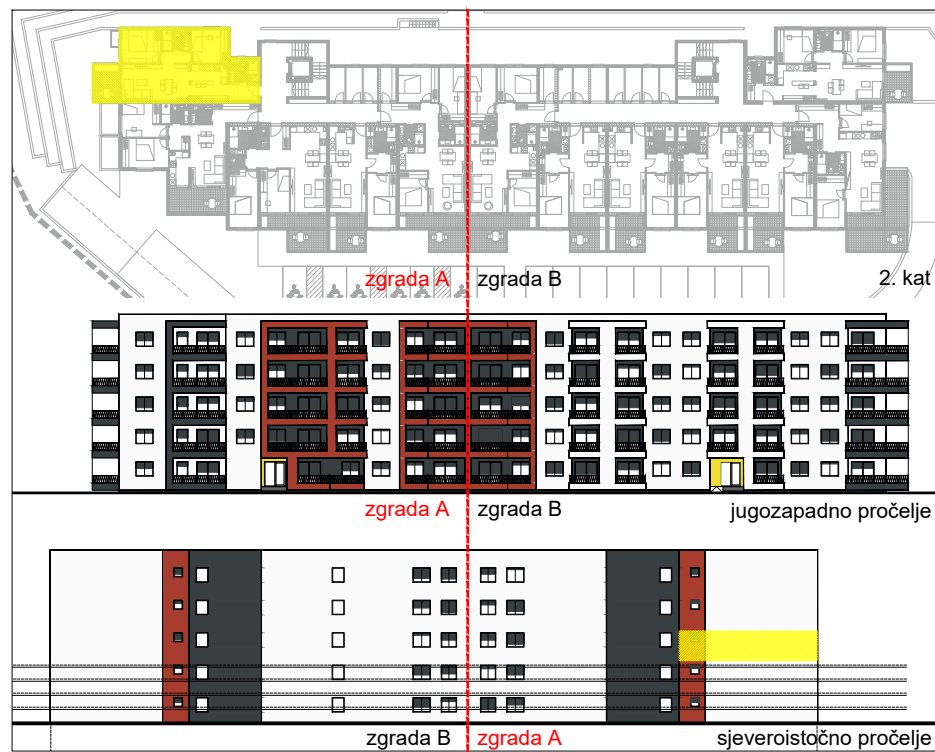 zgrada A zgrada B 2. kat
zgrada A zgrada B jugozapadno pročelje
zgrada B zgrada A sjeveroistočno pročelje